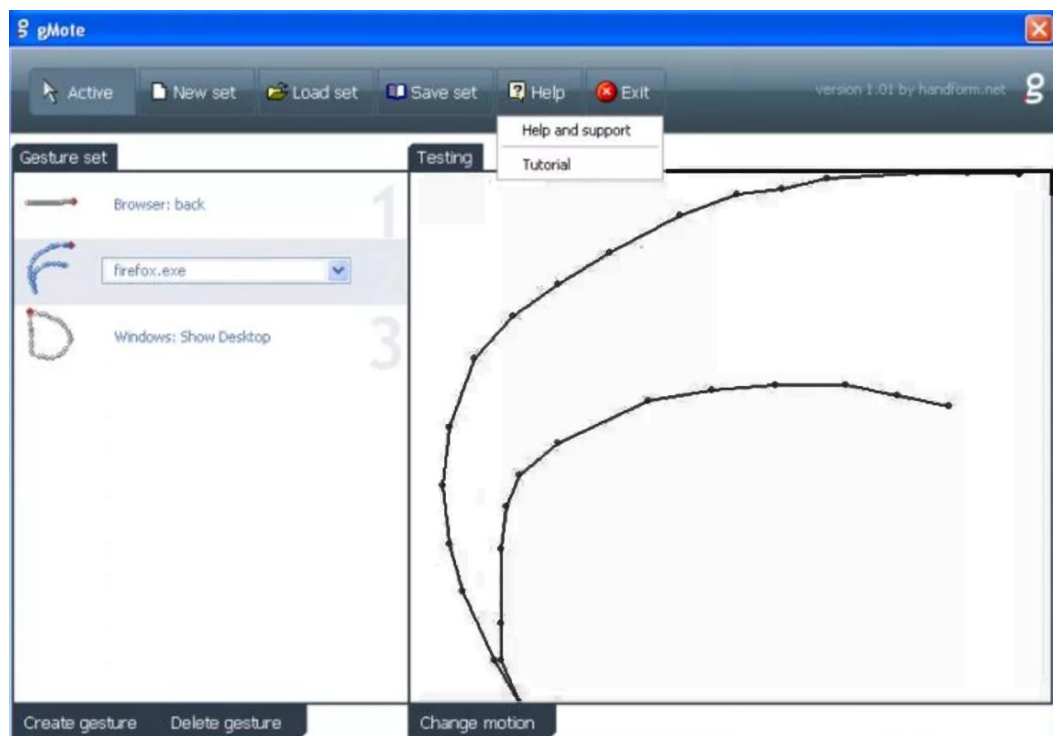 gMote
Active New set Load set Save set Help Exit version 1.01 by handform.net g
Help and support
Tutorial
Gesture set Testing
Browser: back 1
firefox.exe
Windows: Show Desktop 3
Create gesture Delete gesture Change motion